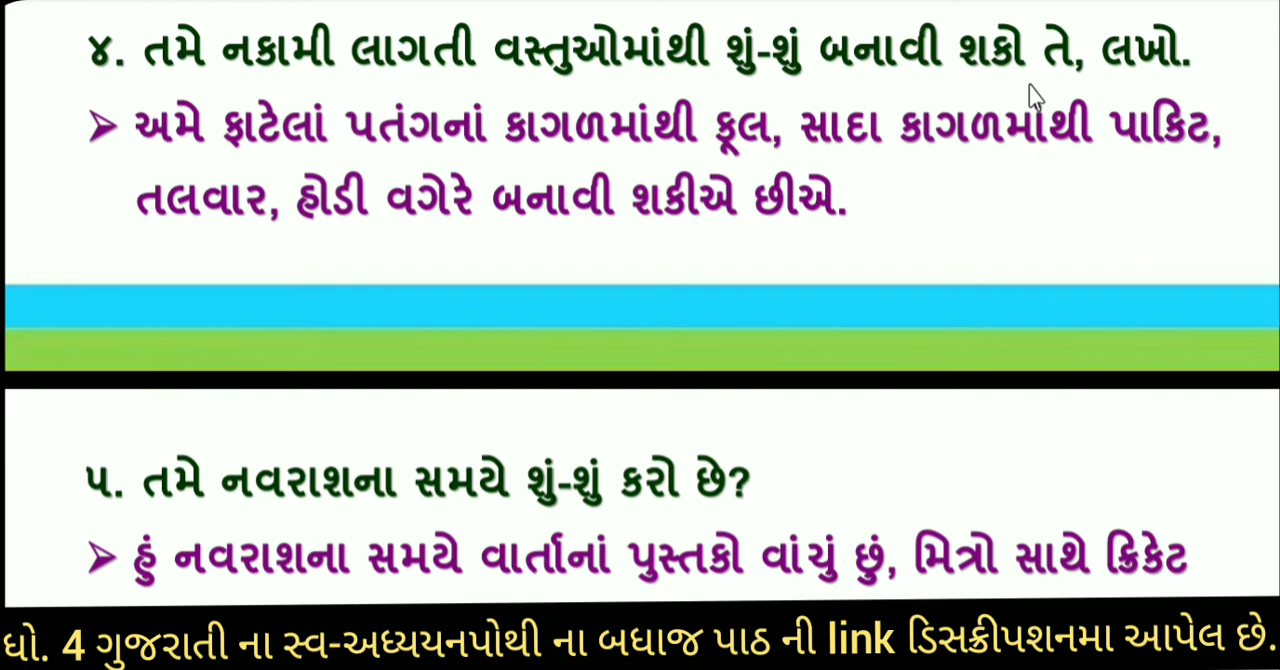 ૪. તમે નકામી લાગતી વસ્તુઓમાંથી શું-શું બનાવી શકો તે, લખો.
➢ અમે ફાટેલાં પતંગનાં કાગળમાંથી ફૂલ, સાદા કાગળમાંથી પાકિટ,
તલવાર, હોડી વગેરે બનાવી શકીએ છીએ.
૫. તમે નવરાશના સમયે શું-શું કરો છે?
➢ હું નવરાશના સમયે વાર્તાનાં પુસ્તકો વાંચું છું, મિત્રો સાથે ક્રિકેટ
ધો. 4 ગુજરાતી ના સ્વ-અધ્યયનપોથી ના બધાજ પાઠ ની link ડિસક્રીપશનમા આપેલ છે.